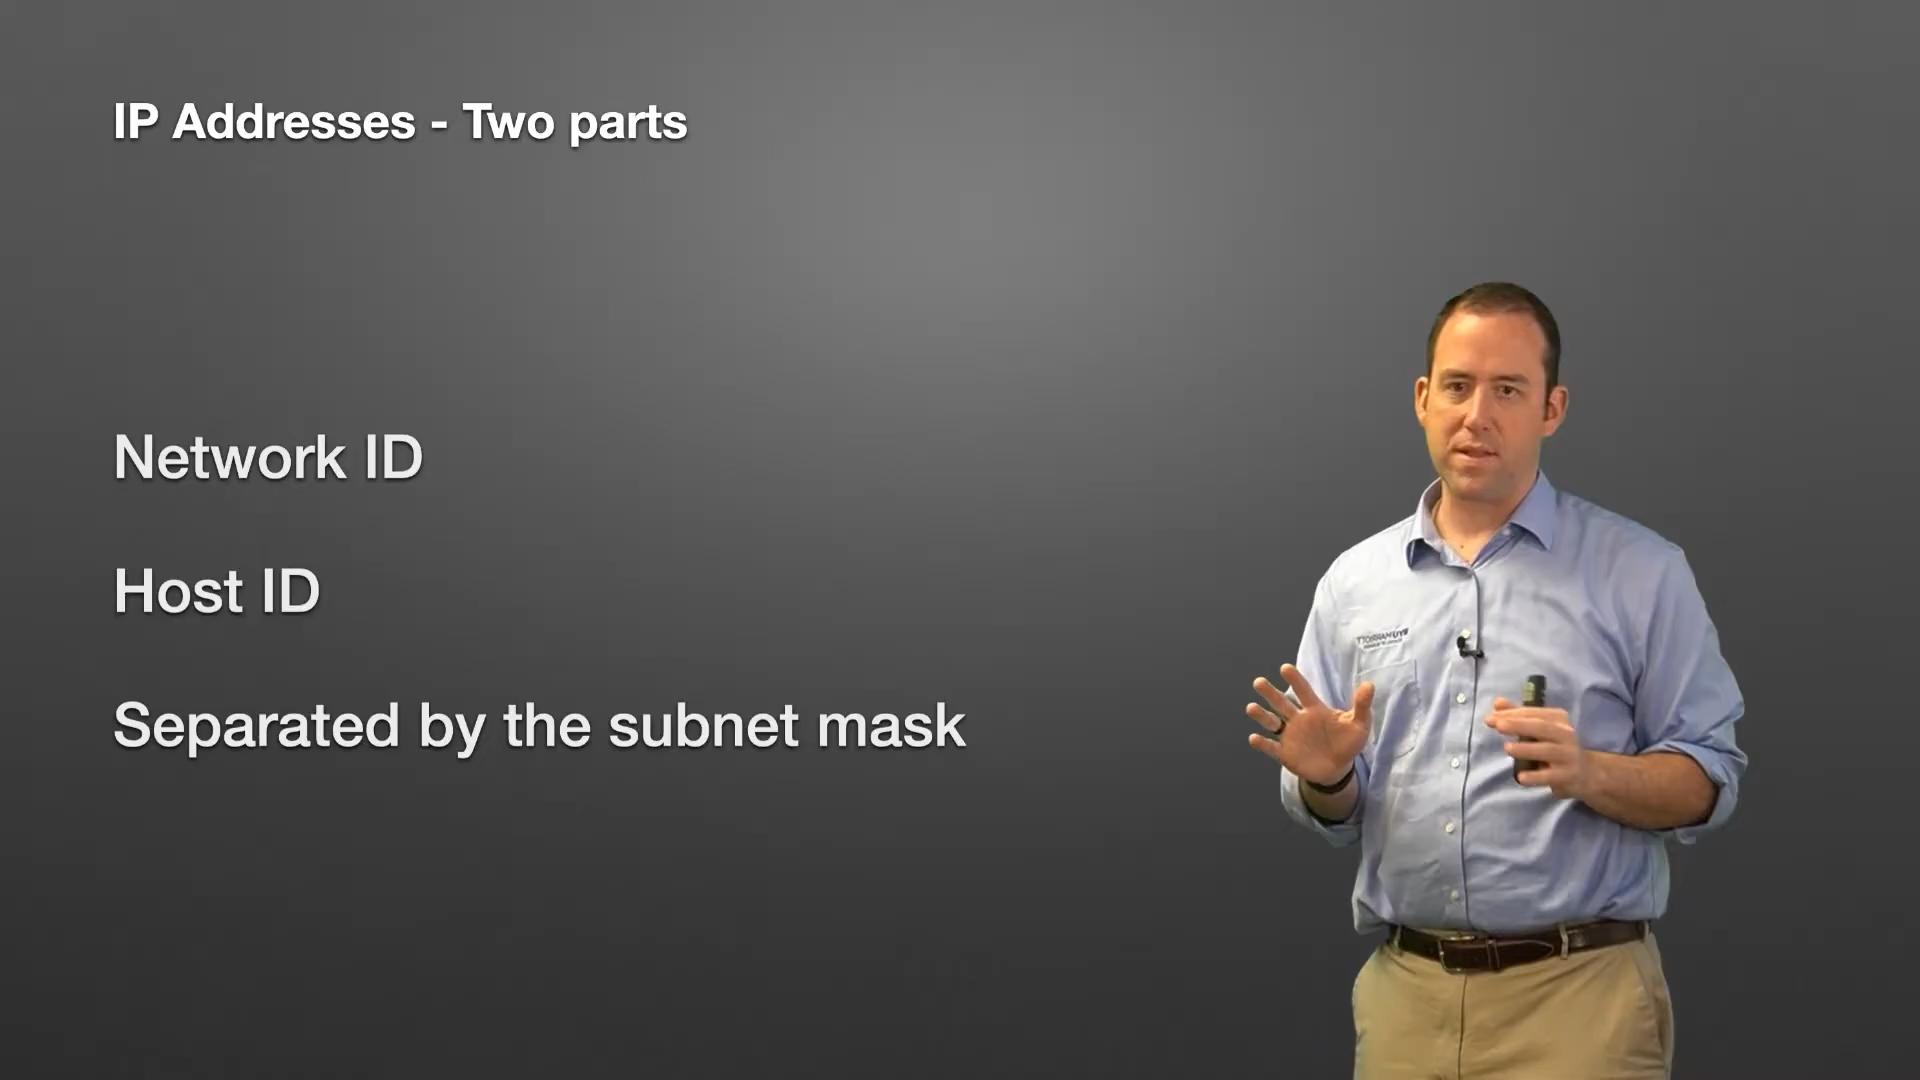 IP Addresses - Two parts
Network ID
Host ID
Separated by the subnet mask